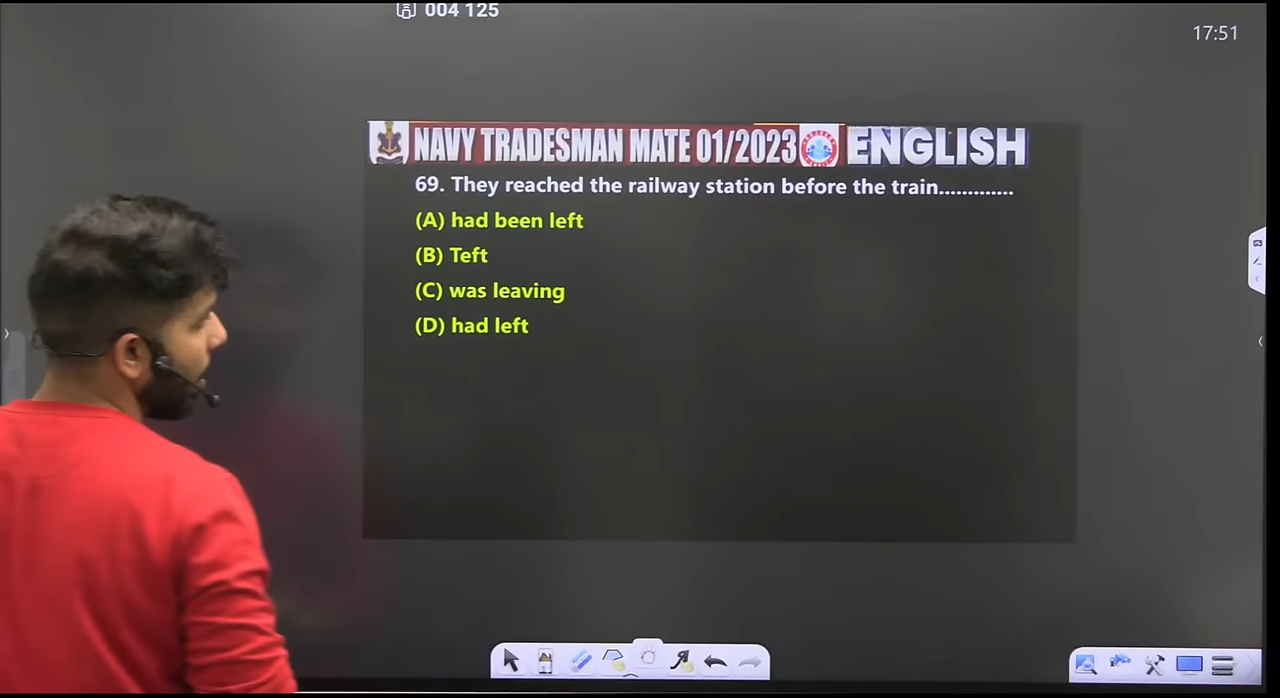 004 125
17:51
NAVY TRADESMAN MATE 01/2023 ENGLISH
69. They reached the railway station before the train.............
(A) had been left
(B) Teft
(C) was leaving
(D) had left